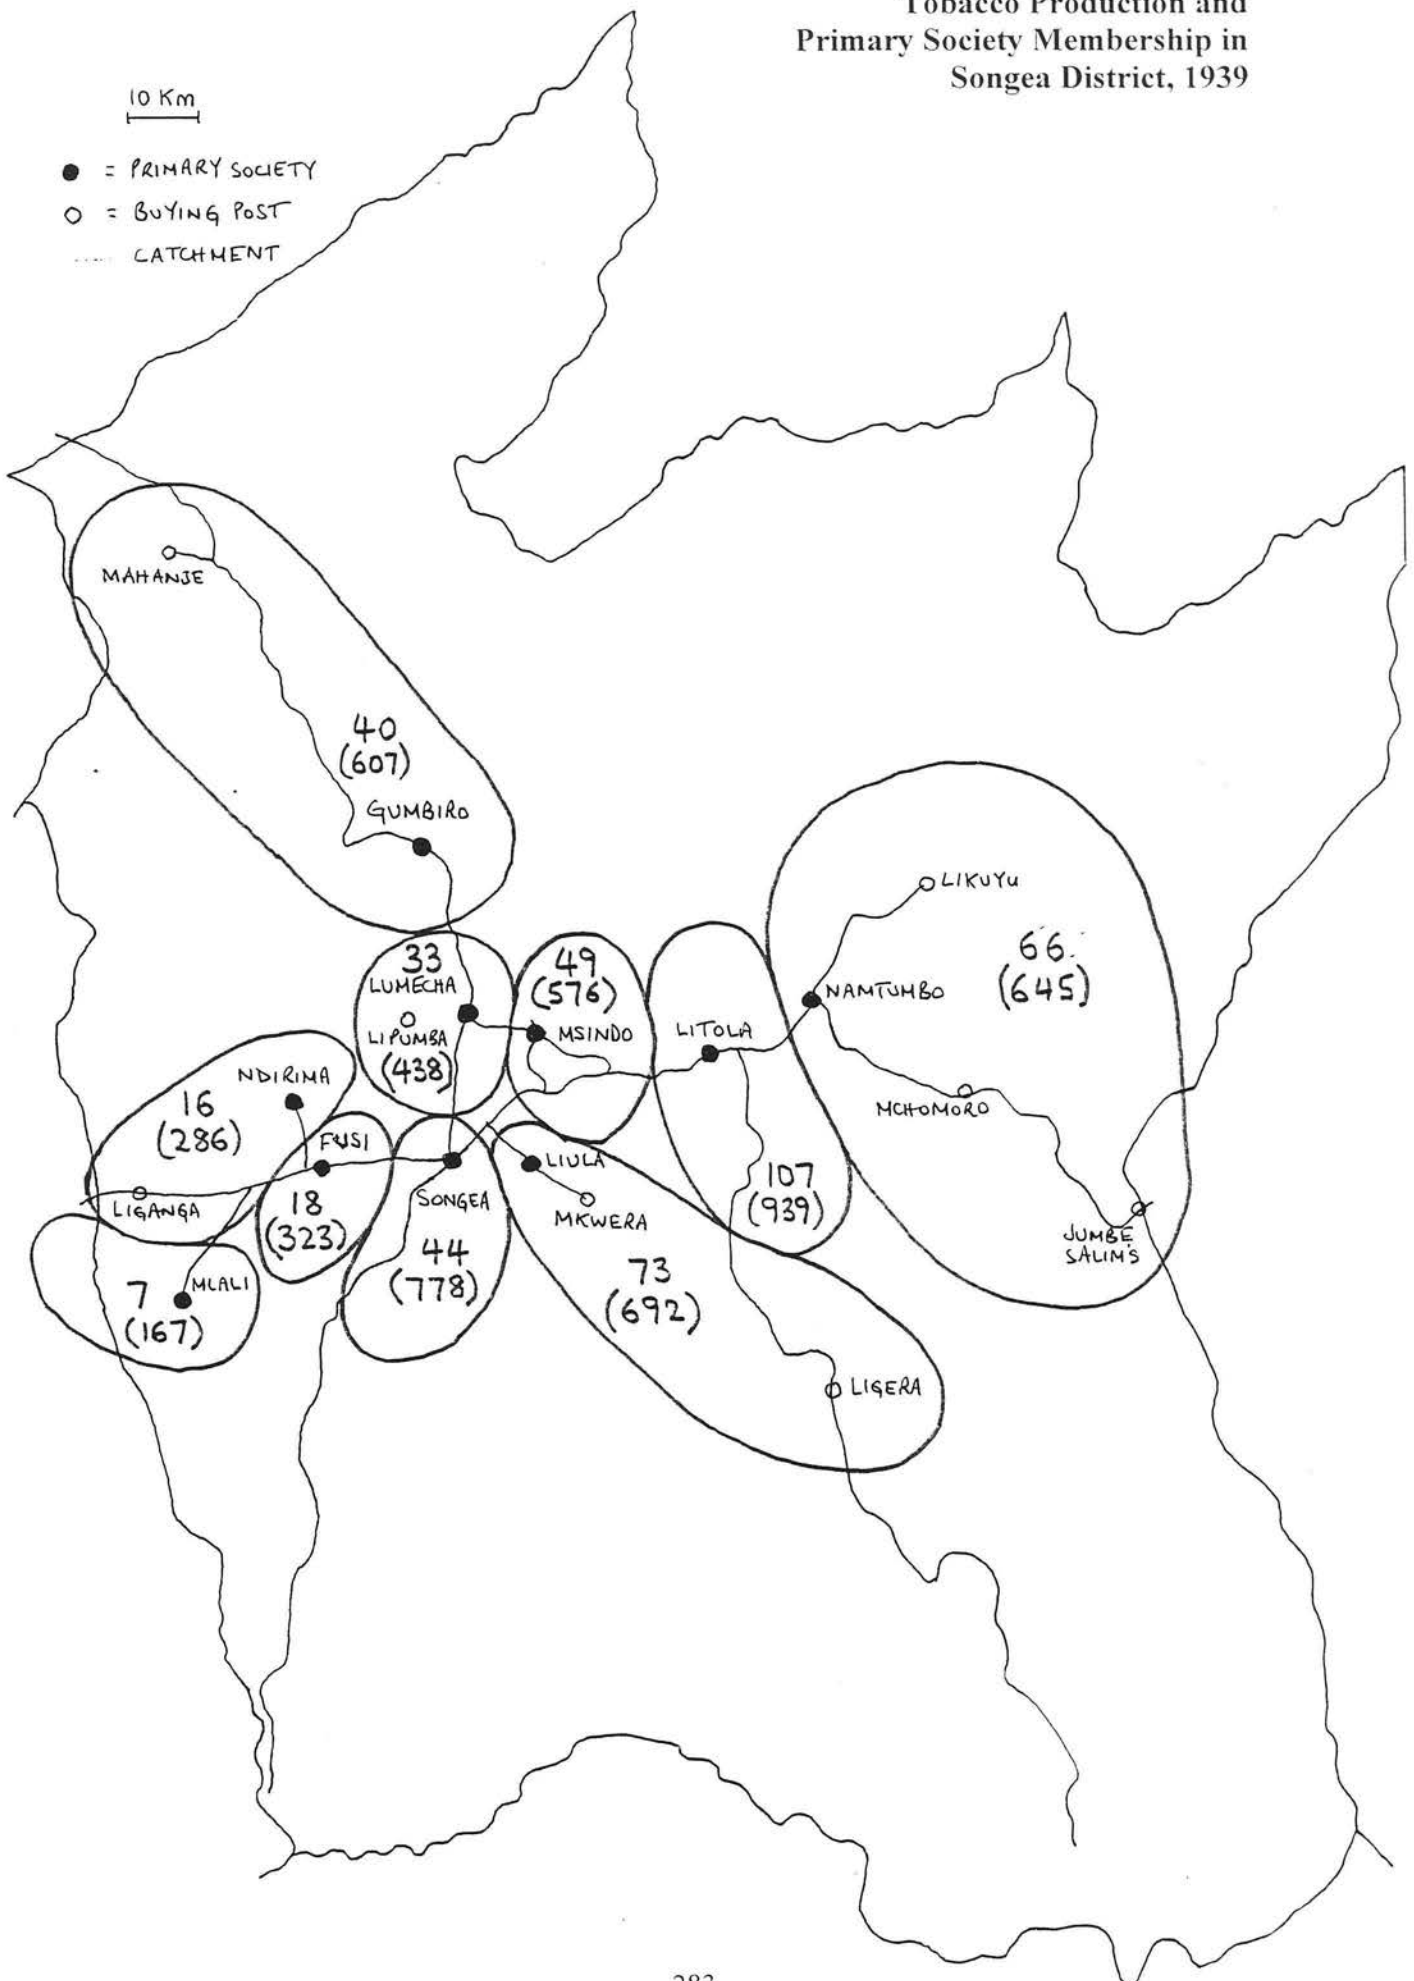 Tobacco Production and
Primary Society Membership in
Songea District, 1939
10 Km
= PRIMARY SOCIETY
= BUYING POST
CATCHMENT
MAHANJE
40
(607)
GUMBIRO
LIKUYU
66
(645)
NAMTUMBO
MCHOMORO
JUMBE
SALIM'S
33
LUMECHA
LIPUMBA
(438)
49
(576)
MSINDO
LITOLA
107
(939)
NDIRIMA
16
(286)
LIGANGA
FUSI
18
(323)
SONGEA
44
(778)
LIULA
MKWERA
73
(692)
LIGERA
7
MLALI
(167)
283